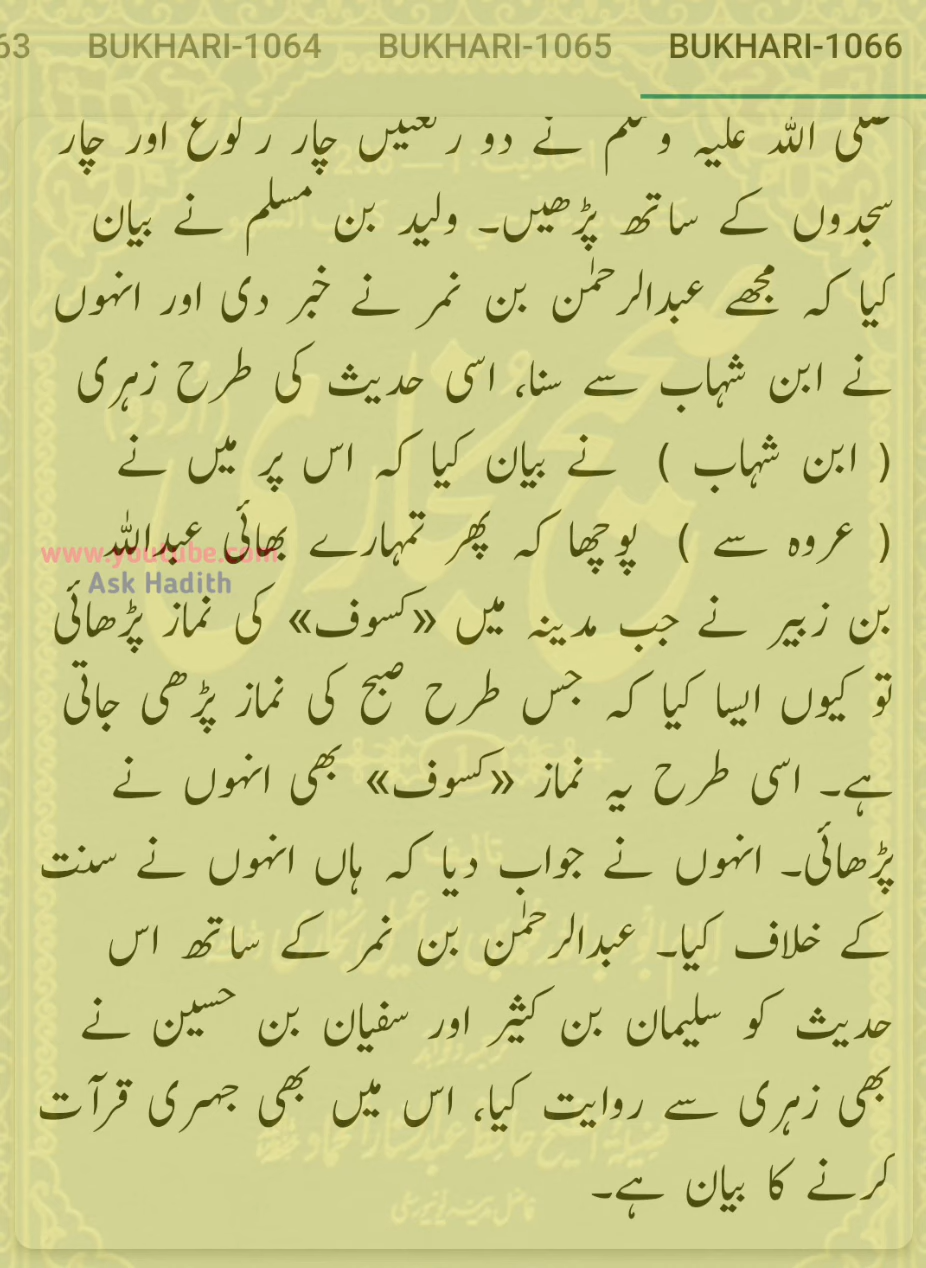 63 BUKHARI-1064 BUKHARI-1065 BUKHARI-1066
صلی اللہ علیہ وسلم نے دو رکعتیں چار رکوع اور چار
سجدوں کے ساتھ پڑھیں۔ ولید بن مسلم نے بیان
کیا کہ مجھے عبدالرحمٰن بن نمر نے خبر دی اور انہوں
نے ابن شہاب سے سنا، اسی حدیث کی طرح زہری
( ابن شہاب ) نے بیان کیا کہ اس پر میں نے
( عروہ سے ) پوچھا کہ پھر تمہارے بھائی عبداللہ
www.youtube.com
Ask Hadith
بن زبیر نے جب مدینہ میں «کسوف» کی نماز پڑھائی
تو کیوں ایسا کیا کہ جس طرح صبح کی نماز پڑھی جاتی
ہے۔ اسی طرح یہ نماز «کسوف» بھی انہوں نے
پڑھائی۔ انہوں نے جواب دیا کہ ہاں انہوں نے سنت
کے خلاف کیا۔ عبدالرحمٰن بن نمر کے ساتھ اس
حدیث کو سلیمان بن کثیر اور سفیان بن حسین نے
بھی زہری سے روایت کیا، اس میں بھی جہری قرآت
کرنے کا بیان ہے۔